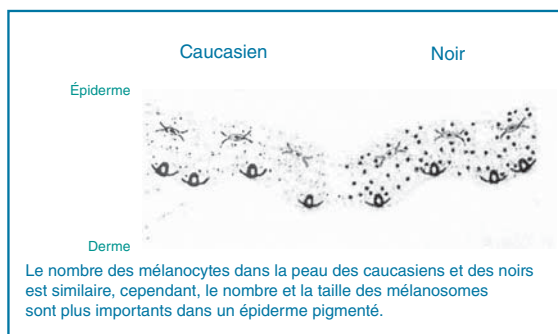 Caucasien Noir
Épiderme
Derme
Le nombre des mélanocytes dans la peau des caucasiens et des noirs
est similaire, cependant, le nombre et la taille des mélanosomes
sont plus importants dans un épiderme pigmenté.